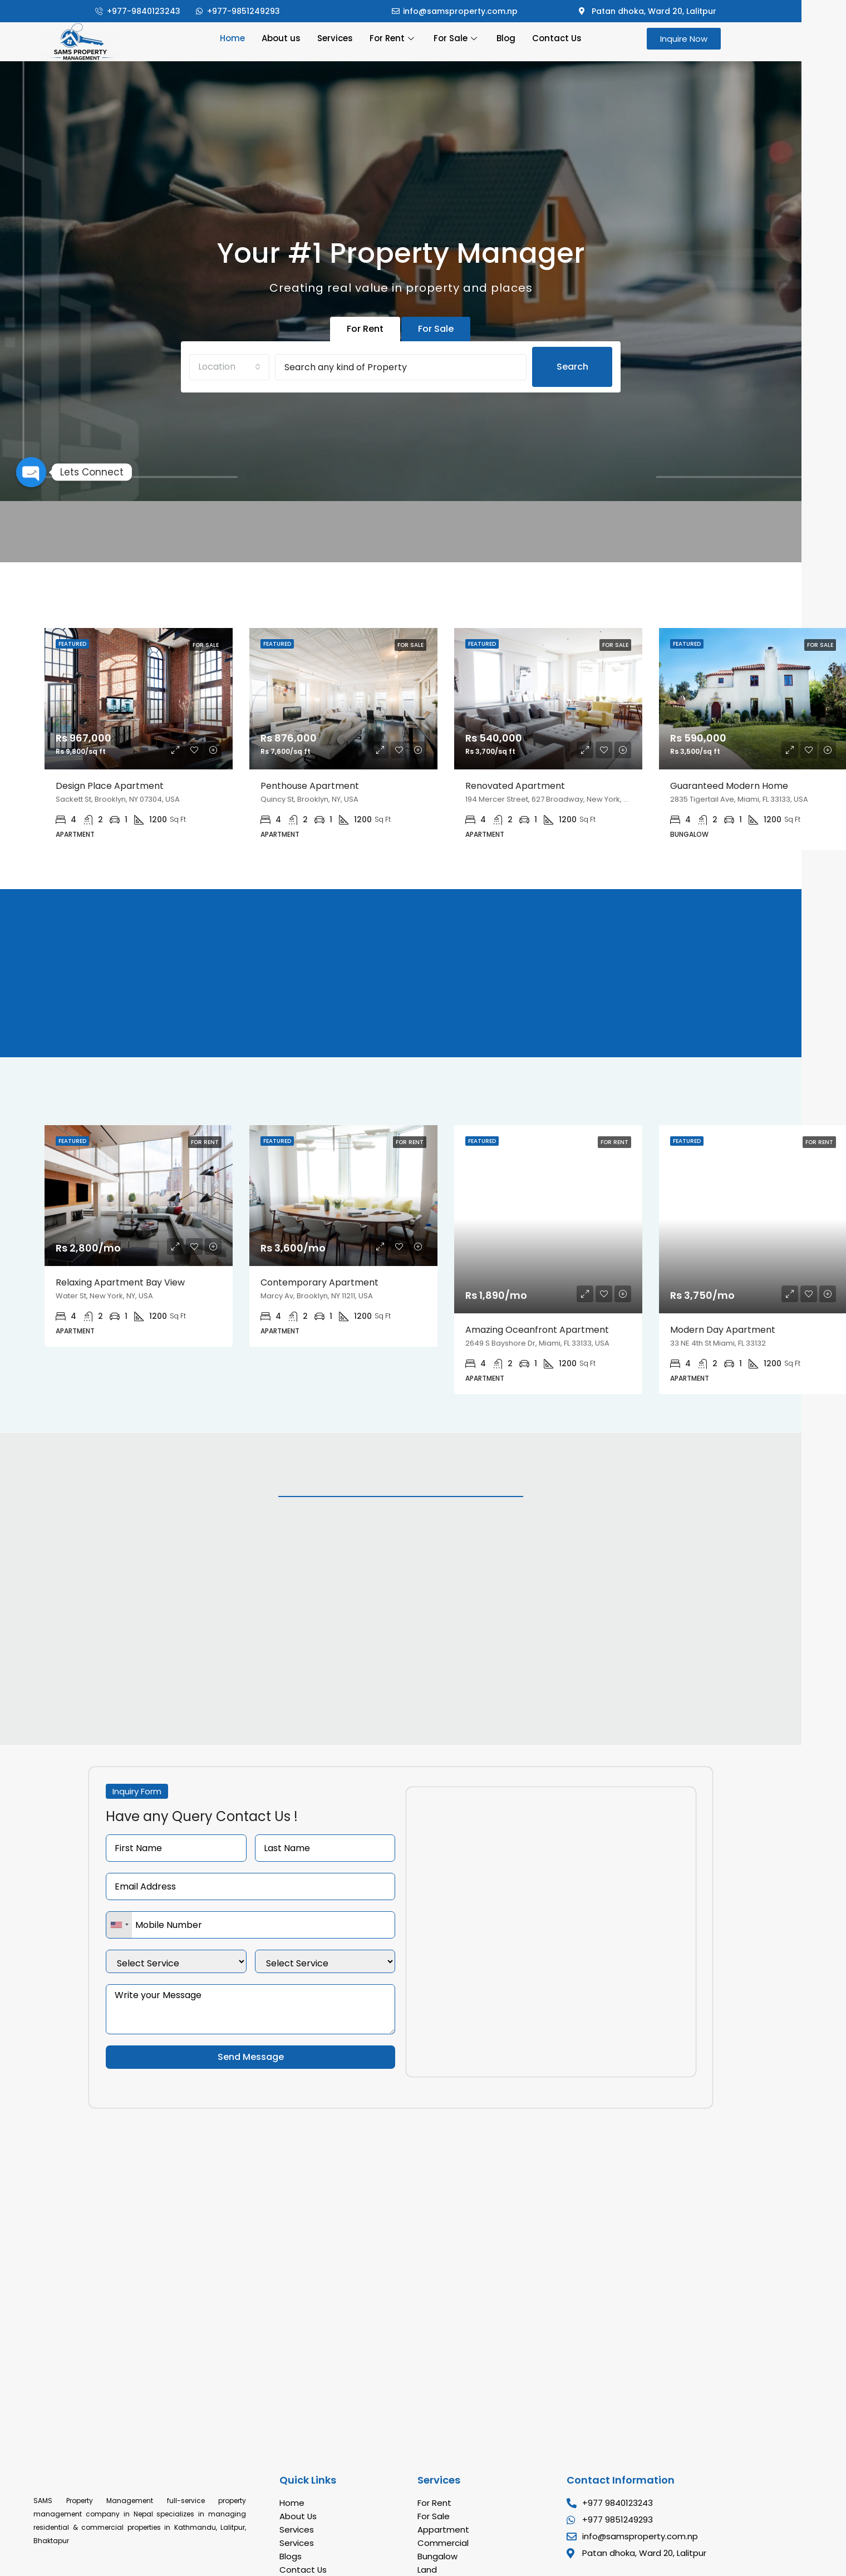 +977-9840123243
+977-9851249293
info@samsproperty.com.np
Patan dhoka, Ward 20, Lalitpur
SAMS PROPERTY
MANAGEMENT
Home
About us
Services
For Rent
For Sale
Blog
Contact Us
Inquire Now
Your #1 Property Manager
Creating real value in property and places
For Rent
For Sale
Location
Search any kind of Property
Search
Lets Connect
FEATURED
FOR SALE
Rs 967,000
Rs 9,800/sq ft
Design Place Apartment
Sackett St, Brooklyn, NY 07304, USA
4 2 1 1200 Sq Ft
APARTMENT
FEATURED
FOR SALE
Rs 876,000
Rs 7,600/sq ft
Penthouse Apartment
Quincy St, Brooklyn, NY, USA
4 2 1 1200 Sq Ft
APARTMENT
FEATURED
FOR SALE
Rs 540,000
Rs 3,700/sq ft
Renovated Apartment
194 Mercer Street, 627 Broadway, New York, ...
4 2 1 1200 Sq Ft
APARTMENT
FEATURED
FOR SALE
Rs 590,000
Rs 3,500/sq ft
Guaranteed Modern Home
2835 Tigertail Ave, Miami, FL 33133, USA
4 2 1 1200 Sq Ft
BUNGALOW
FEATURED
FOR RENT
Rs 2,800/mo
Relaxing Apartment Bay View
Water St, New York, NY, USA
4 2 1 1200 Sq Ft
APARTMENT
FEATURED
FOR RENT
Rs 3,600/mo
Contemporary Apartment
Marcy Av, Brooklyn, NY 11211, USA
4 2 1 1200 Sq Ft
APARTMENT
FEATURED
FOR RENT
Rs 1,890/mo
Amazing Oceanfront Apartment
2649 S Bayshore Dr, Miami, FL 33133, USA
4 2 1 1200 Sq Ft
APARTMENT
FEATURED
FOR RENT
Rs 3,750/mo
Modern Day Apartment
33 NE 4th St Miami, FL 33132
4 2 1 1200 Sq Ft
APARTMENT
Inquiry Form
Have any Query Contact Us !
First Name
Last Name
Email Address
Mobile Number
Select Service
Select Service
Write your Message
Send Message
SAMS Property Management full-service property
management company in Nepal specializes in managing
residential & commercial properties in Kathmandu, Lalitpur,
Bhaktapur
Quick Links
Home
About Us
Services
Services
Blogs
Contact Us
Services
For Rent
For Sale
Appartment
Commercial
Bungalow
Land
Contact Information
+977 9840123243
+977 9851249293
info@samsproperty.com.np
Patan dhoka, Ward 20, Lalitpur